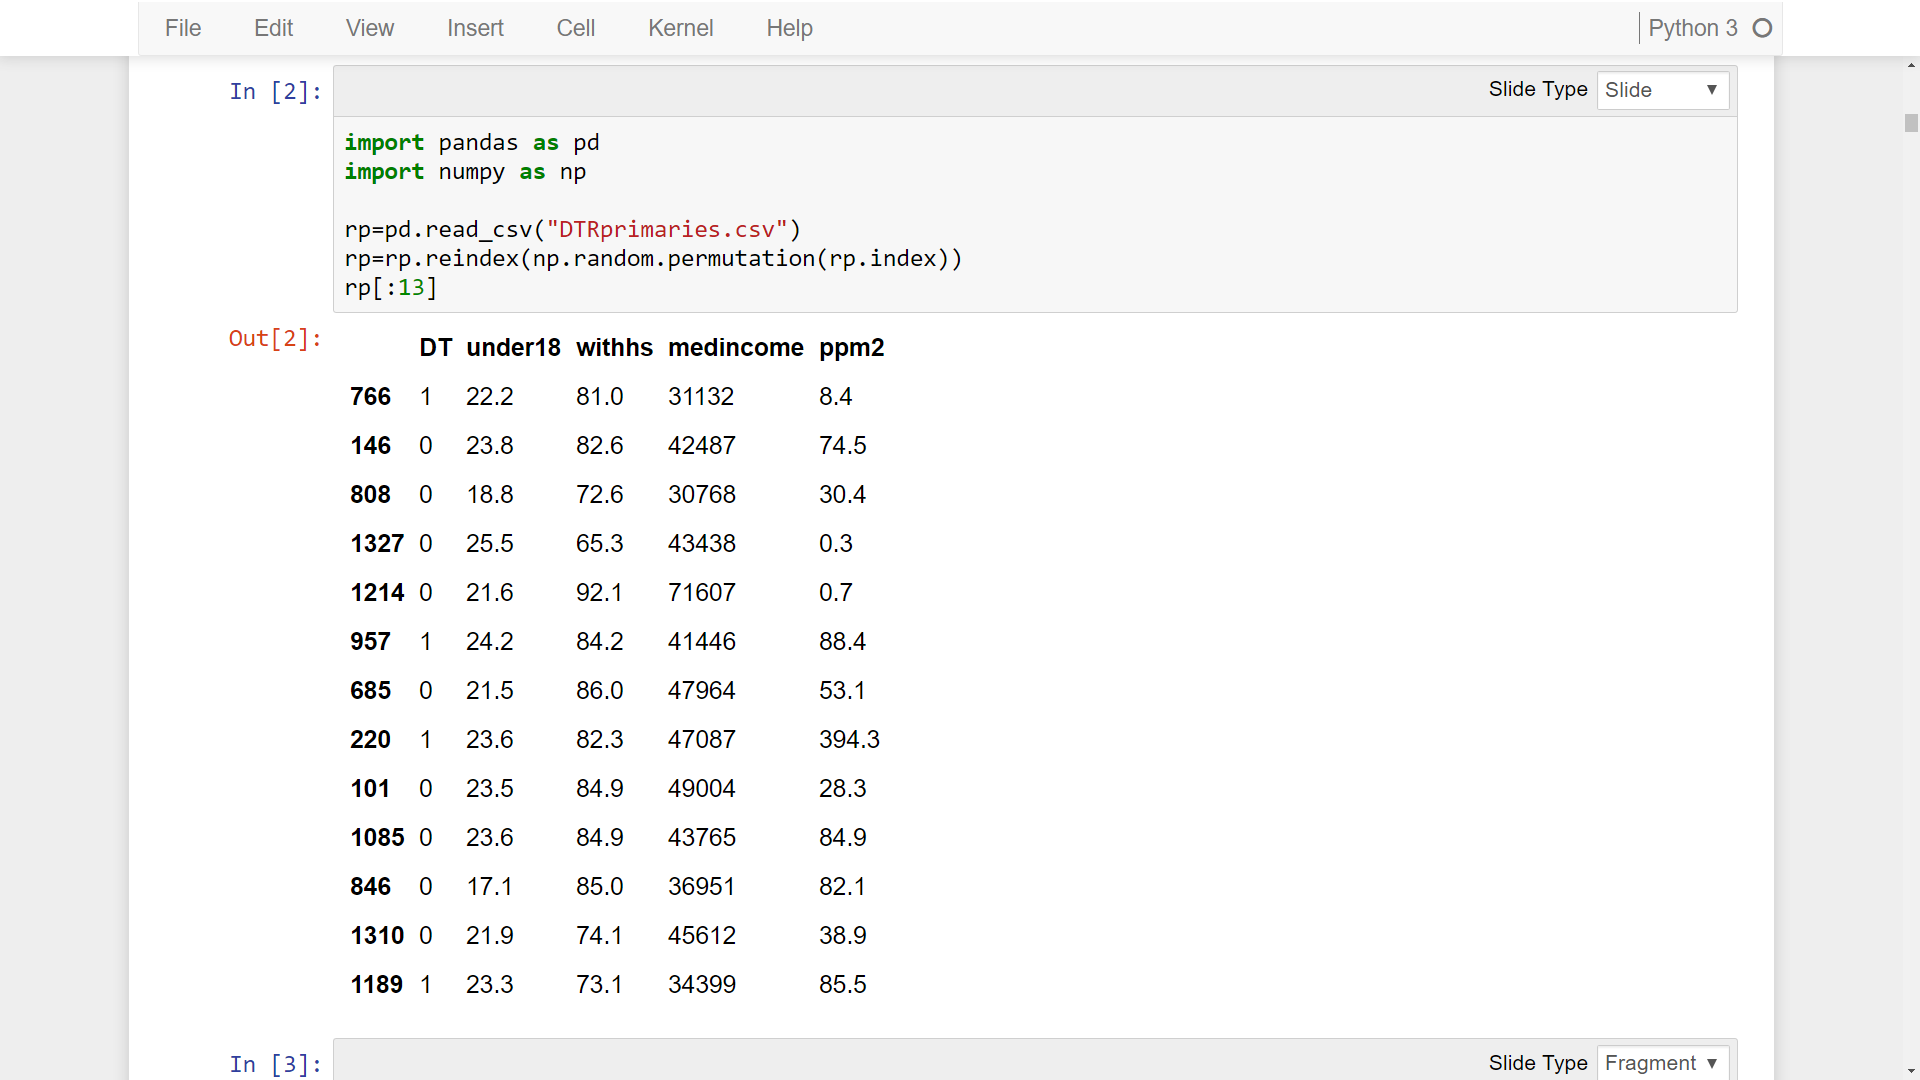 File Edit View Insert Cell Kernel Help Python 3
In [2]: Slide Type Slide
import pandas as pd
import numpy as np
rp=pd.read_csv("DTRprimaries.csv")
rp=rp.reindex(np.random.permutation(rp.index))
rp[:13]
Out[2]:
DT under18 withhs medincome ppm2
766 1 22.2 81.0 31132 8.4
146 0 23.8 82.6 42487 74.5
808 0 18.8 72.6 30768 30.4
1327 0 25.5 65.3 43438 0.3
1214 0 21.6 92.1 71607 0.7
957 1 24.2 84.2 41446 88.4
685 0 21.5 86.0 47964 53.1
220 1 23.6 82.3 47087 394.3
101 0 23.5 84.9 49004 28.3
1085 0 23.6 84.9 43765 84.9
846 0 17.1 85.0 36951 82.1
1310 0 21.9 74.1 45612 38.9
1189 1 23.3 73.1 34399 85.5
In [3]: Slide Type Fragment